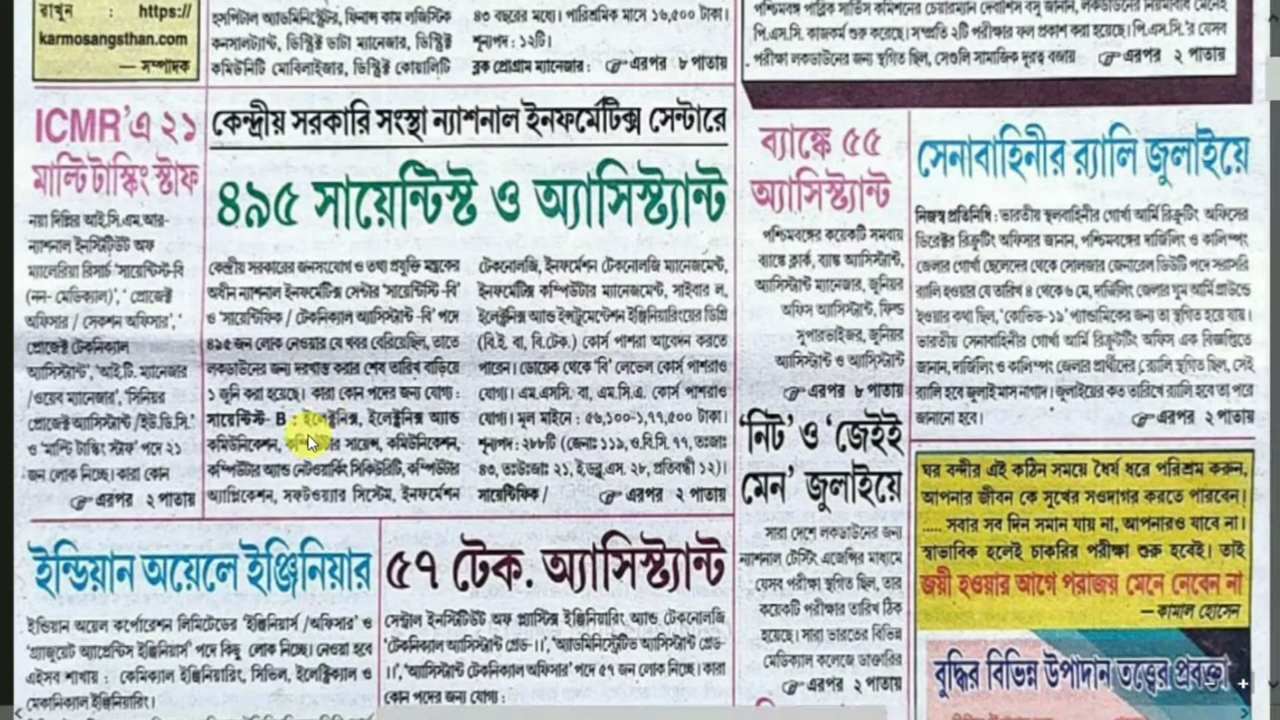 রাখুন : https://
karmosangsthan.com
— সম্পাদক
হসপিটাল অ্যাডমিনিস্ট্রেটর, ফিনান্স কাম লজিস্টিক
কনসালট্যান্ট, ডিস্ট্রিক্ট ডাটা ম্যানেজার, ডিস্ট্রিক্ট
কমিউনিটি মোবিলাইজার, ডিস্ট্রিক্ট কোয়ালিটি
৪৩ বছরের মধ্যে। পারিশ্রমিক মাসে ১৬,৫০০ টাকা।
শূন্যপদ : ১২টি।
ব্লক প্রোগ্রাম ম্যানেজার : এরপর ৮ পাতায়
পশ্চিমবঙ্গ পাবলিক সার্ভিস কমিশনের চেয়ারম্যান দেবাশিস বসু জানান, লকডাউনের নিয়মবিধি মেনেই
পি.এস.সি. কাজকর্ম শুরু করেছে। সম্প্রতি ২টি পরীক্ষার ফল প্রকাশ করা হয়েছে। পি.এস.সি.'র যেসব
পরীক্ষা লকডাউনের জন্য স্থগিত ছিল, সেগুলি সামাজিক দূরত্ব বজার এরপর ২ পাতায়
ICMR'এ ২১
মাল্টি টাস্কিং স্টাফ
নয়া দিল্লির আই.সি.এম.আর-
ন্যাশনাল ইনস্টিটিউট অফ
ম্যালেরিয়া রিসার্চ 'সায়েন্টিস্ট-বি
(নন- মেডিক্যাল)',' প্রোজেক্ট
অফিসার / সেকশন অফিসার',
প্রোজেক্ট টেকনিক্যাল
অ্যাসিস্ট্যান্ট', 'আই.টি. ম্যানেজার
/ওয়েব ম্যানেজার', 'সিনিয়র
প্রোজেক্ট অ্যাসিস্ট্যান্ট /ইউ.ডি.সি.'
ও 'মাল্টি টাস্কিং স্টাফ' পদে ২১
জন লোক নিচ্ছে। কারা কোন
এরপর ২ পাতায়
কেন্দ্রীয় সরকারি সংস্থা ন্যাশনাল ইনফর্মেটিক্স সেন্টারে
৪৯৫ সায়েন্টিস্ট ও অ্যাসিস্ট্যান্ট
কেন্দ্রীয় সরকারের জনসংযোগ ও তথ্য প্রযুক্তি মন্ত্রকের
অধীন ন্যাশনাল ইনফর্মেটিক্স সেন্টার 'সায়েন্টিস্ট-বি'
ও 'সায়েন্টিফিক / টেকনিক্যাল অ্যাসিস্ট্যান্ট -বি' পদে
৪৯৫ জন লোক নেওয়ার যে খবর বেরিয়েছিল, তাতে
লকডাউনের জন্য দরখাস্ত করার শেষ তারিখ বাড়িয়ে
১ জুনি করা হয়েছে। কারা কোন পদের জন্য যোগ্য :
সায়েন্টিস্ট- B : ইলেক্ট্রনিক্স, ইলেক্ট্রনিক্স অ্যান্ড
কমিউনিকেশন, কম্পিউটার সায়েন্স, কমিউনিকেশন,
কম্পিউটার অ্যান্ড নেটওয়ার্কিং সিকিউরিটি, কম্পিউটার
অ্যাপ্লিকেশন, সফটওয়্যার সিস্টেম, ইনফর্মেশন
টেকনোলজি, ইনফর্মেশন টেকনোলজি ম্যানেজমেন্ট,
ইনফর্মেটিক্স কম্পিউটার ম্যানেজমেন্ট, সাইবার ল,
ইলেক্ট্রনিক্স অ্যান্ড ইন্সট্রুমেন্টেশন ইঞ্জিনিয়ারিংয়ের ডিগ্রি
(বি.ই. বা, বি.টেক.) কোর্স পাশরা আবেদন করতে
পারেন। ডোয়েক থেকে 'বি' লেভেল কোর্স পাশরাও
যোগ্য। এম.এসসি. বা, এম.সি.এ. কোর্স পাশরাও
যোগ্য। মূল মাইনে : ৫৬,১০০-১,৭৭,৫০০ টাকা।
শূন্যপদ : ২৮৮টি (জেনাঃ ১১৯, ও.বি.সি. ৭৭, তঃজাঃ
৪৩, তঃউঃজাঃ ২১, ই.ডব্লু.এস. ২৮, প্রতিবন্ধী ১২)।
সায়েন্টিফিক / এরপর ২ পাতায়
ব্যাঙ্কে ৫৫
অ্যাসিস্ট্যান্ট
পশ্চিমবঙ্গের কয়েকটি সমবায়
ব্যাঙ্কে ক্লার্ক, ব্যাঙ্ক অ্যাসিস্ট্যান্ট,
অ্যাসিস্ট্যান্ট ম্যানেজার, জুনিয়র
অফিস অ্যাসিস্ট্যান্ট, ফিল্ড
সুপারভাইজর, জুনিয়র
অ্যাসিস্ট্যান্ট ও অ্যাসিস্ট্যান্ট
এরপর ৮ পাতায়
'নিট' ও 'জেইই
মেন' জুলাইয়ে
সারা দেশে লকডাউনের জন্য
ন্যাশনাল টেস্টিং এজেন্সির মাধ্যমে
যেসব পরীক্ষা স্থগিত ছিল, তার
কয়েকটি পরীক্ষার তারিখ ঠিক
হয়েছে। সারা ভারতের বিভিন্ন
মেডিক্যাল কলেজে ডাক্তারির
এরপর ২ পাতায়
সেনাবাহিনীর র‍্যালি জুলাইয়ে
নিজস্ব প্রতিনিধি : ভারতীয় স্থলবাহিনীর গোর্খা আর্মি রিক্রুটিং অফিসের
ডিরেক্টর রিক্রুটিং অফিসার জানান, পশ্চিমবঙ্গের দার্জিলিং ও কালিম্পং
জেলার গোর্খা ছেলেদের থেকে সোলজার জেনারেল ডিউটি পদে সরাসরি
র‍্যালি হওয়ার যে তারিখ ৪ থেকে ৬ মে, দার্জিলিং জেলার ঘুম আর্মি গ্রাউন্ডে
হওয়ার কথা ছিল, 'কোভিড-১৯' প্যান্ডামিকের জন্য তা স্থগিত হয়ে যায়।
ভারতীয় সেনাবাহিনীর গোর্খা আর্মি রিক্রুটিং অফিস এক বিজ্ঞপ্তিতে
জানান, দার্জিলিং ও কালিম্পং জেলার প্রার্থীদের যে র‍্যালি স্থগিত ছিল, সেই
র‍্যালি হবে জুলাই মাস নাগাদ। জুলাইয়ের কত তারিখে র‍্যালি হবে তা পরে
জানানো হবে। এরপর ২ পাতায়
ঘর বন্দীর এই কঠিন সময়ে ধৈর্য ধরে পরিশ্রম করুন,
আপনার জীবন কে সুখের সওদাগর করতে পারবেন।
..... সবার সব দিন সমান যায় না, আপনারও যাবে না।
স্বাভাবিক হলেই চাকরির পরীক্ষা শুরু হবেই। তাই
জয়ী হওয়ার আগে পরাজয় মেনে নেবেন না
—কামাল হোসেন
বুদ্ধির বিভিন্ন উপাদান তত্ত্বের প্রবক্তা
ইন্ডিয়ান অয়েলে ইঞ্জিনিয়ার
ইন্ডিয়ান অয়েল কর্পোরেশন লিমিটেডের 'ইঞ্জিনিয়ার্স /অফিসার' ও
'গ্র্যাজুয়েট অ্যাপ্রেন্টিস ইঞ্জিনিয়ার্স' পদে কিছু লোক নিচ্ছে। নেওয়া হবে
এইসব শাখায় : কেমিক্যাল ইঞ্জিনিয়ারিং, সিভিল, ইলেক্ট্রিক্যাল ও
মেকানিক্যাল ইঞ্জিনিয়ারিং।
৫৭ টেক. অ্যাসিস্ট্যান্ট
সেন্ট্রাল ইনস্টিটিউট অফ প্লাস্টিক্স ইঞ্জিনিয়ারিং অ্যান্ড টেকনোলজি
'টেকনিক্যাল অ্যাসিস্ট্যান্ট গ্রেড-।।', 'অ্যাডমিনিস্ট্রেটিভ অ্যাসিস্ট্যান্ট গ্রেড-
।।', 'অ্যাসিস্ট্যান্ট টেকনিক্যাল অফিসার' পদে ৫৭ জন লোক নিচ্ছে। কারা
কোন পদের জন্য যোগ্য :